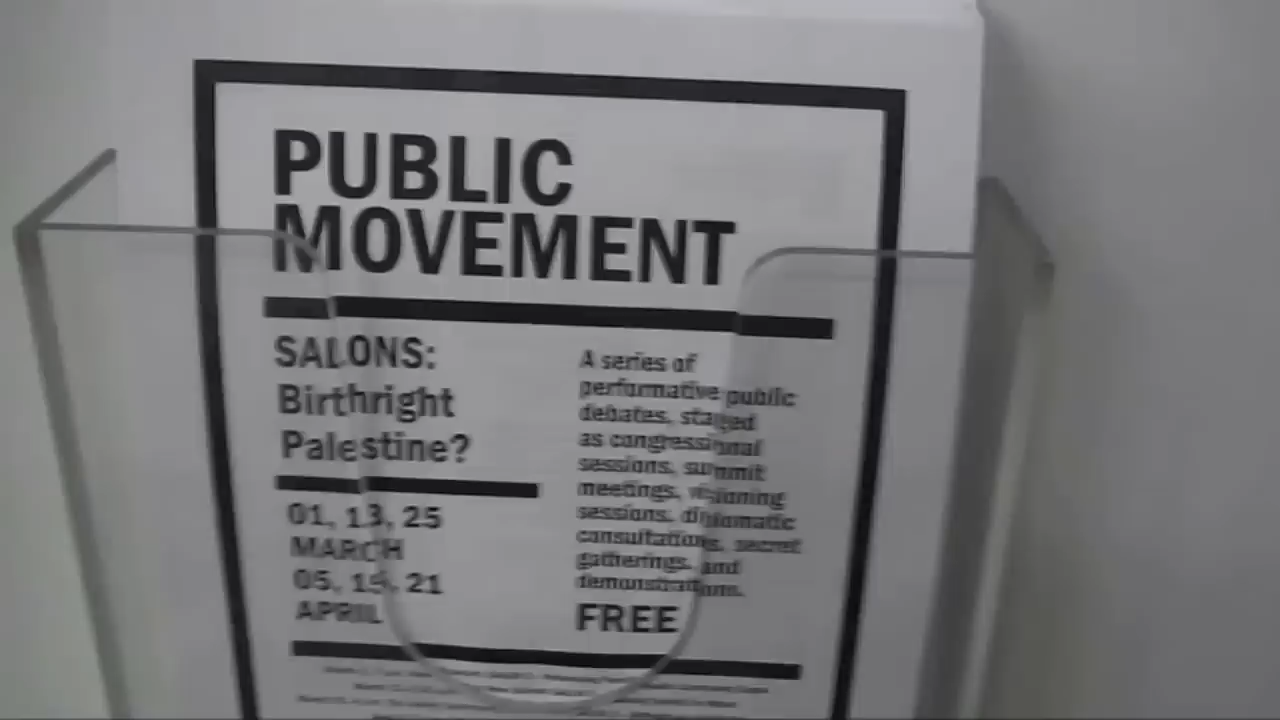 PUBLIC
MOVEMENT
SALONS:
Birthright
Palestine?
01, 13, 25
MARCH
05, 15, 21
APRIL
A series of
performative public
debates, staged
as congressional
sessions, summit
meetings, visioning
sessions, diplomatic
consultations, secret
gatherings, and
demonstrations.
FREE